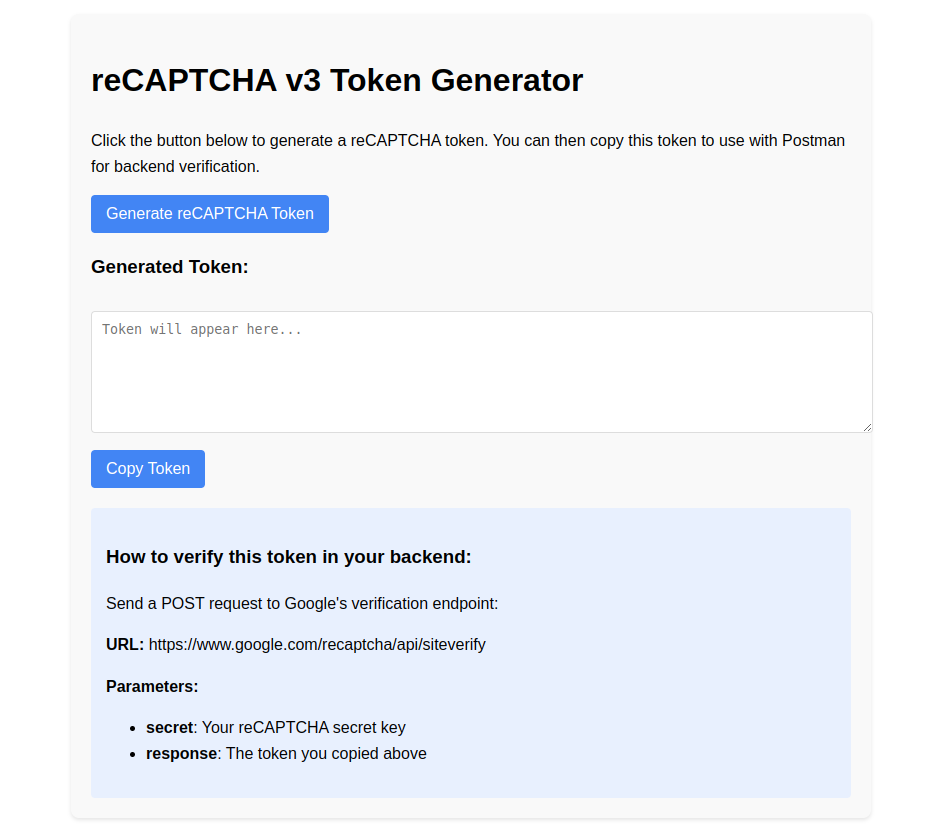 reCAPTCHA v3 Token Generator
Click the button below to generate a reCAPTCHA token. You can then copy this token to use with Postman
for backend verification.
Generate reCAPTCHA Token
Generated Token:
Token will appear here...
Copy Token
How to verify this token in your backend:
Send a POST request to Google's verification endpoint:
URL: https://www.google.com/recaptcha/api/siteverify
Parameters:
• secret: Your reCAPTCHA secret key
• response: The token you copied above